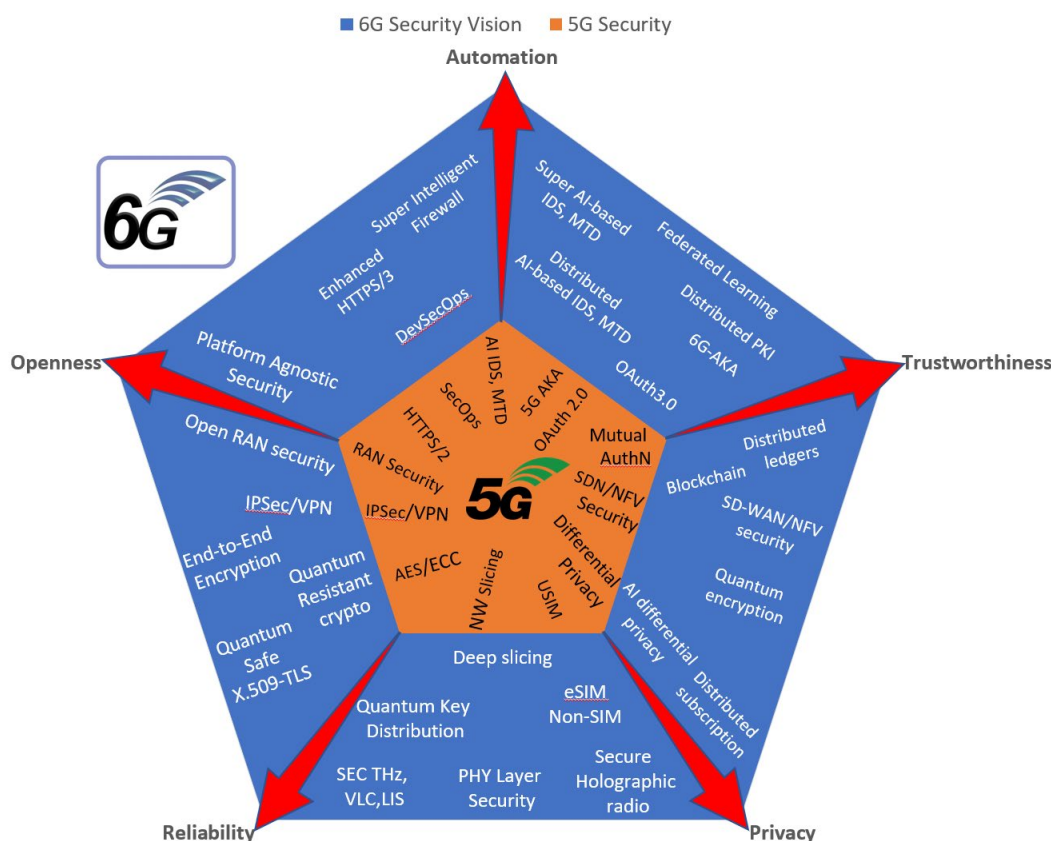 6G Security Vision
5G Security
Automation
6G
Super Intelligent
Firewall
Enhanced
HTTPS/3
DevSecOps
Super AI-based
IDS, MTD
Federated Learning
Distributed
AI-based IDS, MTD
Distributed PKI
6G-AKA
OAuth3.0
Openness
Trustworthiness
Platform Agnostic
Security
Open RAN security
IPSec/VPN
End-to-End
Encryption
Quantum
Resistant
crypto
Quantum
Safe
X.509-TLS
AI IDS, MTD
SecOps
HTTPS/2
RAN Security
IPSec/VPN
AES/ECC
NW Slicing
5G AKA
OAuth 2.0
Mutual
AuthN
SDN/NFV
Security
Differential
Privacy
USIM
5G
Distributed
ledgers
Blockchain
SD-WAN/NFV
security
Quantum
encryption
AI differential
privacy
Distributed
subscription
Deep slicing
eSIM
Non-SIM
Quantum Key
Distribution
SEC THz,
VLC,LIS
PHY Layer
Security
Secure
Holographic
radio
Reliability
Privacy